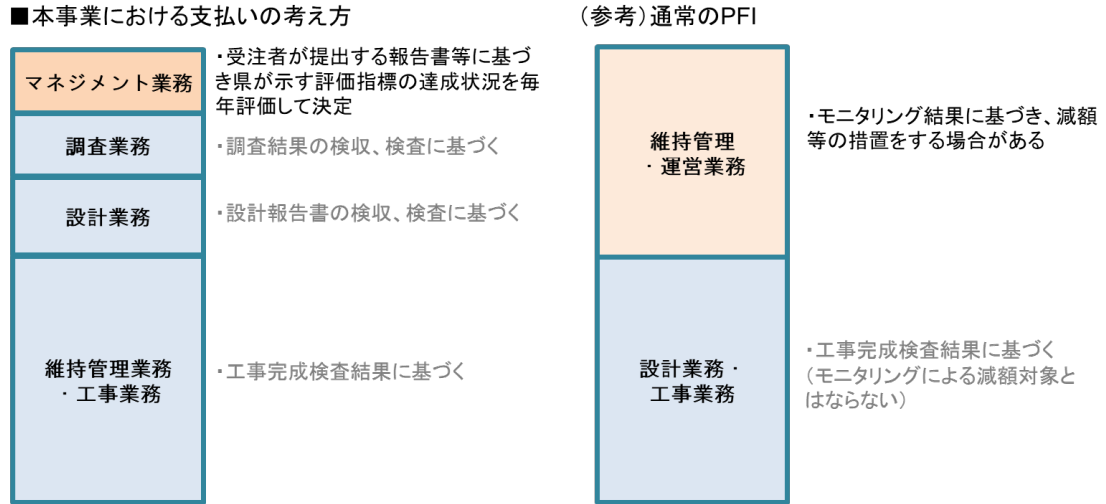 ■本事業における支払いの考え方
マネジメント業務
・受注者が提出する報告書等に基づ
き県が示す評価指標の達成状況を毎
年評価して決定
調査業務
・調査結果の検収、検査に基づく
設計業務
・設計報告書の検収、検査に基づく
維持管理業務
・工事業務
・工事完成検査結果に基づく
（参考）通常のPFI
維持管理
・運営業務
・モニタリング結果に基づき、減額
等の措置をする場合がある
設計業務・
工事業務
・工事完成検査結果に基づく
（モニタリングによる減額対象と
はならない）